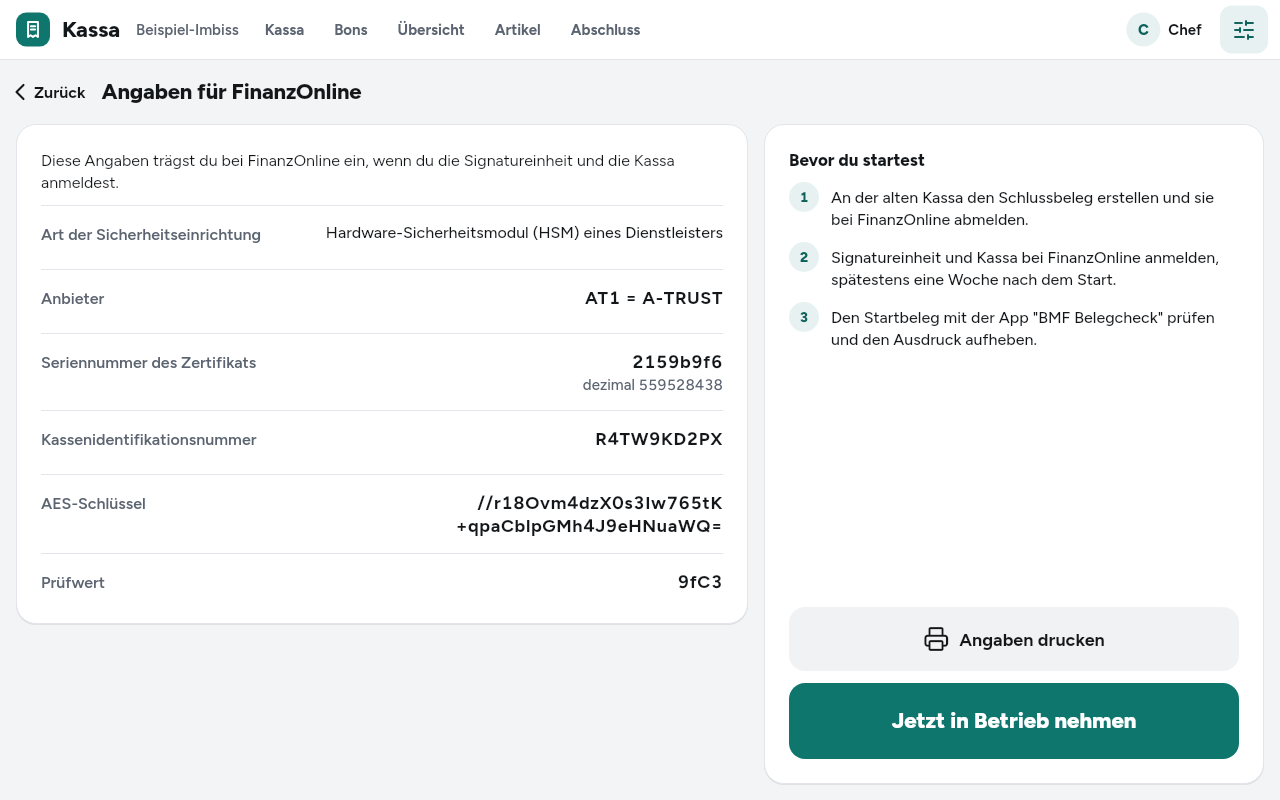 Kassa Beispiel-Imbiss Kassa Bons Übersicht Artikel Abschluss C Chef
Zurück Angaben für FinanzOnline
Diese Angaben trägst du bei FinanzOnline ein, wenn du die Signatureinheit und die Kassa
anmeldest.
Art der Sicherheitseinrichtung Hardware-Sicherheitsmodul (HSM) eines Dienstleisters
Anbieter AT1 = A-TRUST
Seriennummer des Zertifikats 2159b9f6
dezimal 559528438
Kassenidentifikationsnummer R4TW9KD2PX
AES-Schlüssel //r18Ovm4dzX0s3Iw765tK
+qpaCbIpGMh4J9eHNuaWQ=
Prüfwert 9fC3
Bevor du startest
1 An der alten Kassa den Schlussbeleg erstellen und sie
bei FinanzOnline abmelden.
2 Signatureinheit und Kassa bei FinanzOnline anmelden,
spätestens eine Woche nach dem Start.
3 Den Startbeleg mit der App "BMF Belegcheck" prüfen
und den Ausdruck aufheben.
Angaben drucken
Jetzt in Betrieb nehmen